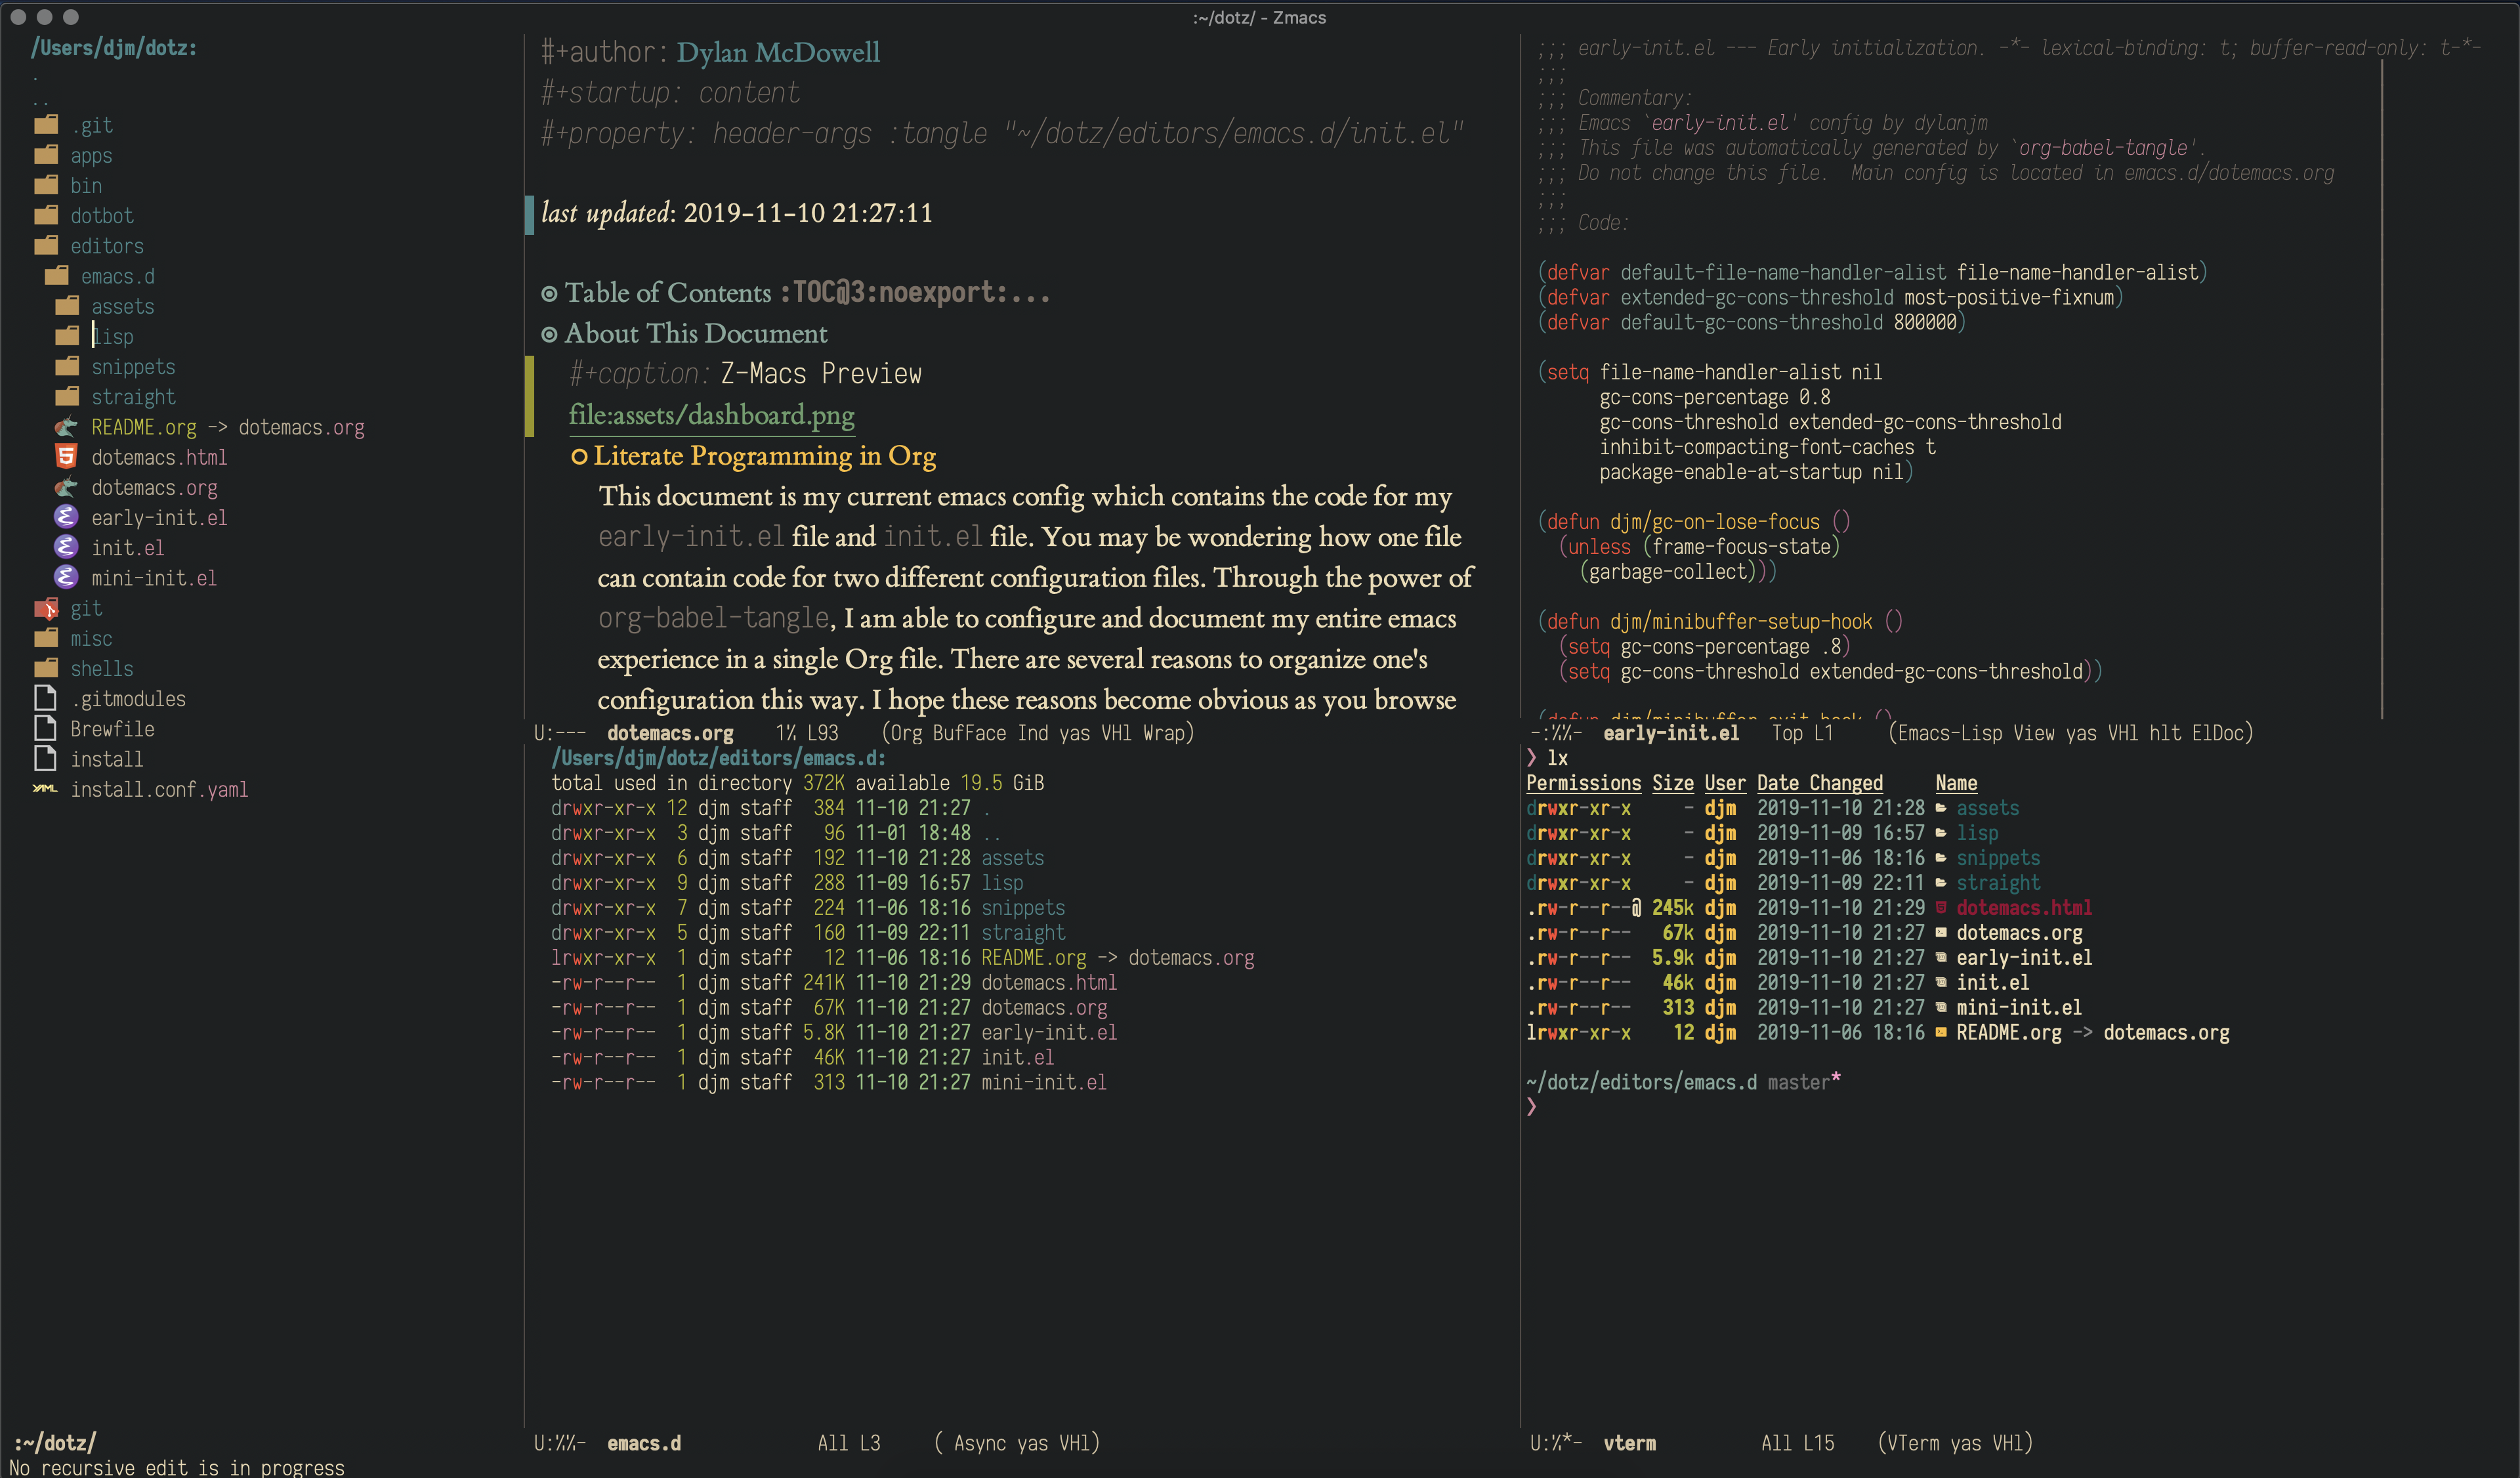 :~/dotz/ - Zmacs
/Users/djm/dotz:
.
..
.git
apps
bin
dotbot
editors
emacs.d
assets
lisp
snippets
straight
README.org -> dotemacs.org
dotemacs.html
dotemacs.org
early-init.el
init.el
mini-init.el
git
misc
shells
.gitmodules
Brewfile
install
YAML install.conf.yaml
:~/dotz/
No recursive edit is in progress
#+author: Dylan McDowell
#+startup: content
#+property: header-args :tangle "~/dotz/editors/emacs.d/init.el"
last updated: 2019-11-10 21:27:11
Table of Contents :TOC@3:noexport:...
About This Document
#+caption: Z-Macs Preview
file:assets/dashboard.png
Literate Programming in Org
This document is my current emacs config which contains the code for my
early-init.el file and init.el file. You may be wondering how one file
can contain code for two different configuration files. Through the power of
org-babel-tangle, I am able to configure and document my entire emacs
experience in a single Org file. There are several reasons to organize one's
configuration this way. I hope these reasons become obvious as you browse
U:--- dotemacs.org 1% L93 (Org BufFace Ind yas VHl Wrap)
/Users/djm/dotz/editors/emacs.d:
total used in directory 372K available 19.5 GiB
drwxr-xr-x 12 djm staff 384 11-10 21:27 .
drwxr-xr-x 3 djm staff 96 11-01 18:48 ..
drwxr-xr-x 6 djm staff 192 11-10 21:28 assets
drwxr-xr-x 9 djm staff 288 11-09 16:57 lisp
drwxr-xr-x 7 djm staff 224 11-06 18:16 snippets
drwxr-xr-x 5 djm staff 160 11-09 22:11 straight
lrwxr-xr-x 1 djm staff 12 11-06 18:16 README.org -> dotemacs.org
-rw-r--r-- 1 djm staff 241K 11-10 21:29 dotemacs.html
-rw-r--r-- 1 djm staff 67K 11-10 21:27 dotemacs.org
-rw-r--r-- 1 djm staff 5.8K 11-10 21:27 early-init.el
-rw-r--r-- 1 djm staff 46K 11-10 21:27 init.el
-rw-r--r-- 1 djm staff 313 11-10 21:27 mini-init.el
U:%%- emacs.d All L3 ( Async yas VHl)
;;; early-init.el --- Early initialization. -*- lexical-binding: t; buffer-read-only: t-*-
;;;
;;; Commentary:
;;; Emacs `early-init.el' config by dylanjm
;;; This file was automatically generated by `org-babel-tangle'.
;;; Do not change this file.  Main config is located in emacs.d/dotemacs.org
;;;
;;; Code:
(defvar default-file-name-handler-alist file-name-handler-alist)
(defvar extended-gc-cons-threshold most-positive-fixnum)
(defvar default-gc-cons-threshold 800000)
(setq file-name-handler-alist nil
gc-cons-percentage 0.8
gc-cons-threshold extended-gc-cons-threshold
inhibit-compacting-font-caches t
package-enable-at-startup nil)
(defun djm/gc-on-lose-focus ()
(unless (frame-focus-state)
(garbage-collect)))
(defun djm/minibuffer-setup-hook ()
(setq gc-cons-percentage .8)
(setq gc-cons-threshold extended-gc-cons-threshold))
(defun djm/minibuffer-exit-hook ()
-:%%- early-init.el Top L1 (Emacs-Lisp View yas VHl hlt ElDoc)
❯ lx
Permissions Size User Date Changed Name
drwxr-xr-x - djm 2019-11-10 21:28 assets
drwxr-xr-x - djm 2019-11-09 16:57 lisp
drwxr-xr-x - djm 2019-11-06 18:16 snippets
drwxr-xr-x - djm 2019-11-09 22:11 straight
.rw-r--r--@ 245k djm 2019-11-10 21:29 dotemacs.html
.rw-r--r-- 67k djm 2019-11-10 21:27 dotemacs.org
.rw-r--r-- 5.9k djm 2019-11-10 21:27 early-init.el
.rw-r--r-- 46k djm 2019-11-10 21:27 init.el
.rw-r--r-- 313 djm 2019-11-10 21:27 mini-init.el
lrwxr-xr-x 12 djm 2019-11-06 18:16 README.org -> dotemacs.org
~/dotz/editors/emacs.d master*
❯
U:%*- vterm All L15 (VTerm yas VHl)